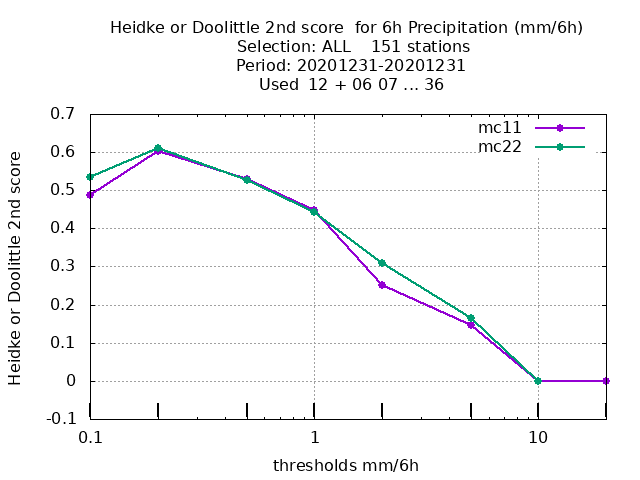 Heidke or Doolittle 2nd score  for 6h Precipitation (mm/6h)
Selection: ALL    151 stations
Period: 20201231-20201231
Used  12 + 06 07 ... 36
mc11
mc22
Heidke or Doolittle 2nd score
0.7
0.6
0.5
0.4
0.3
0.2
0.1
0
-0.1
0.1
1
10
thresholds mm/6h